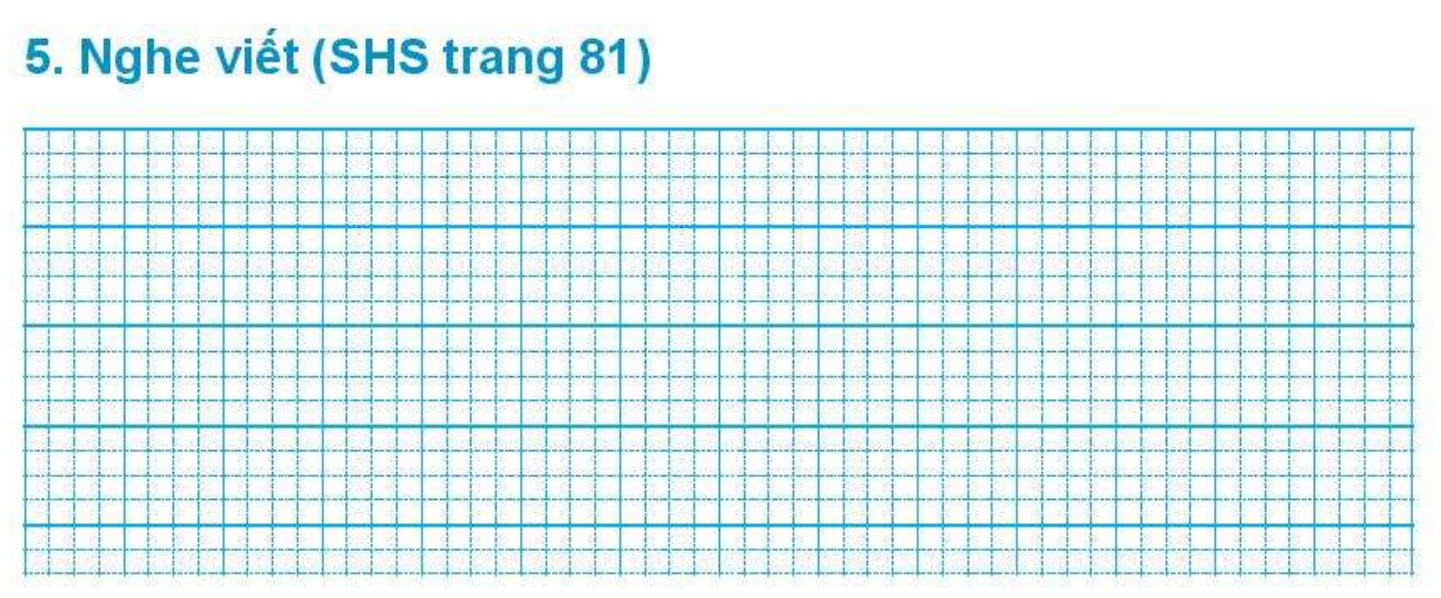 5. Nghe viết (SHS trang 81)